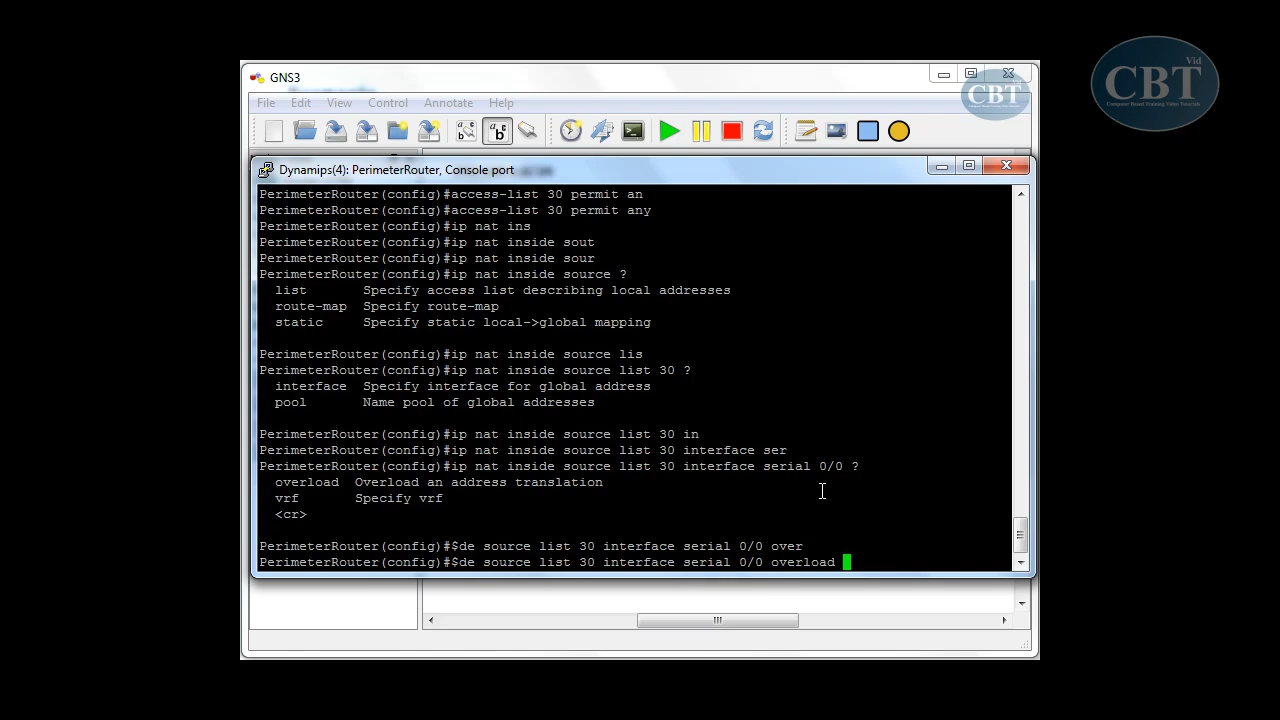 GNS3
File Edit View Control Annotate Help
Dynamips(4): PerimeterRouter, Console port
PerimeterRouter(config)#access-list 30 permit an
PerimeterRouter(config)#access-list 30 permit any
PerimeterRouter(config)#ip nat ins
PerimeterRouter(config)#ip nat inside sout
PerimeterRouter(config)#ip nat inside sour
PerimeterRouter(config)#ip nat inside source ?
list Specify access list describing local addresses
route-map Specify route-map
static Specify static local->global mapping
PerimeterRouter(config)#ip nat inside source lis
PerimeterRouter(config)#ip nat inside source list 30 ?
interface Specify interface for global address
pool Name pool of global addresses
PerimeterRouter(config)#ip nat inside source list 30 in
PerimeterRouter(config)#ip nat inside source list 30 interface ser
PerimeterRouter(config)#ip nat inside source list 30 interface serial 0/0 ?
overload Overload an address translation
vrf Specify vrf
<cr>
PerimeterRouter(config)#$de source list 30 interface serial 0/0 over
PerimeterRouter(config)#$de source list 30 interface serial 0/0 overload
Vid
CBT
Computer Based Training Video Tutorials
Vid
CBT